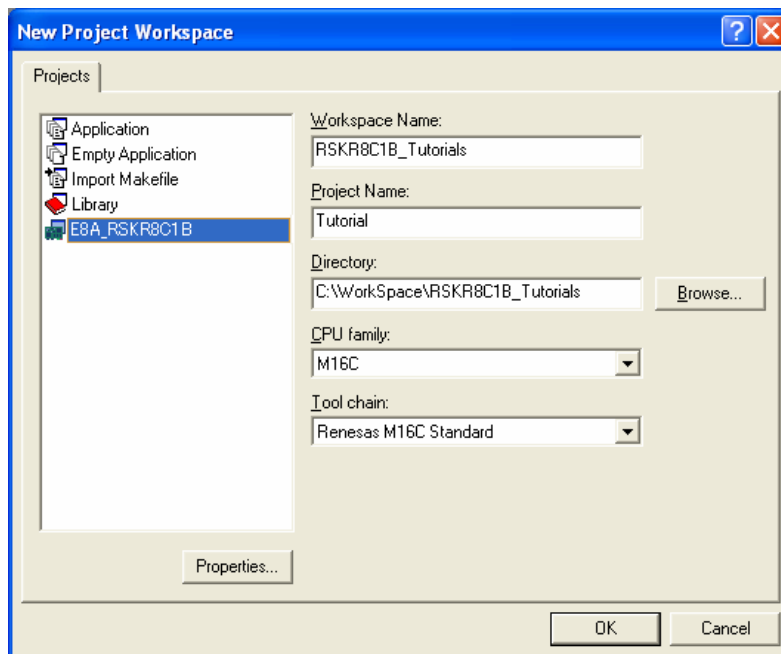 New Project Workspace
Projects
Application
Empty Application
Import Makefile
Library
E8A_RSKR8C1B
Workspace Name:
RSKR8C1B_Tutorials
Project Name:
Tutorial
Directory:
C:\WorkSpace\RSKR8C1B_Tutorials
Browse...
CPU family:
M16C
Tool chain:
Renesas M16C Standard
Properties...
OK
Cancel